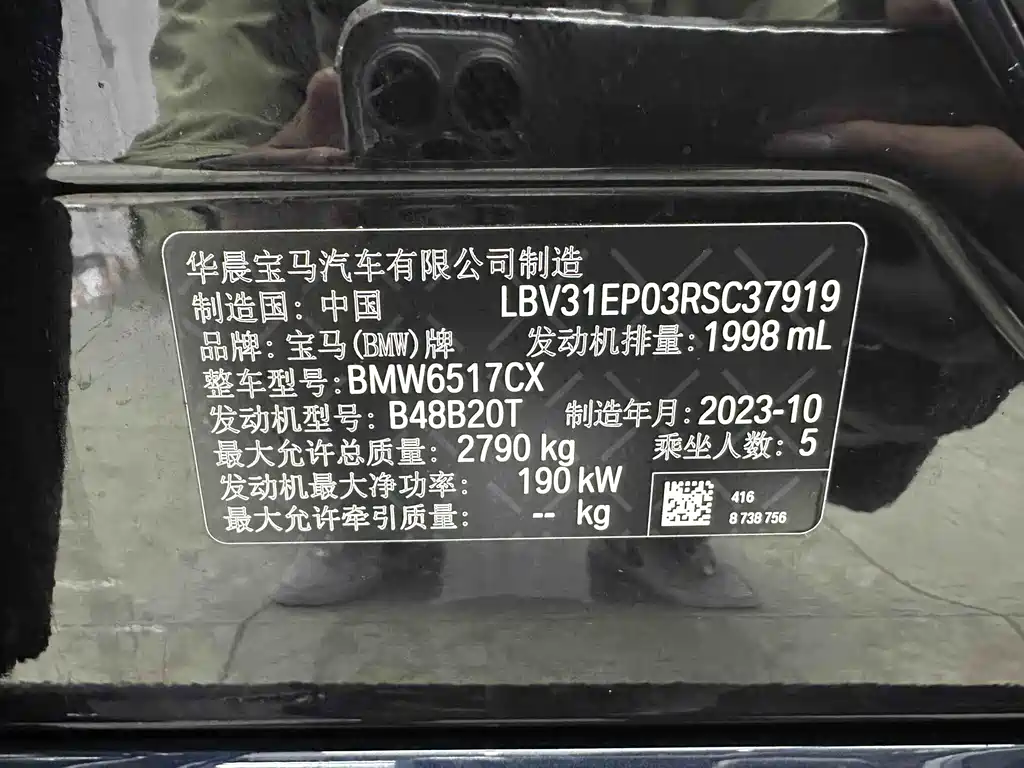 华晨宝马汽车有限公司制造
制造国：中国 LBV31EP03RSC37919
品牌：宝马(BMW)牌 发动机排量：1998 mL
整车型号：BMW6517CX
发动机型号：B48B20T 制造年月：2023-10
最大允许总质量：2790 kg 乘坐人数：5
发动机最大净功率：190 kW
最大允许牵引质量：-- kg
416
8 738 756